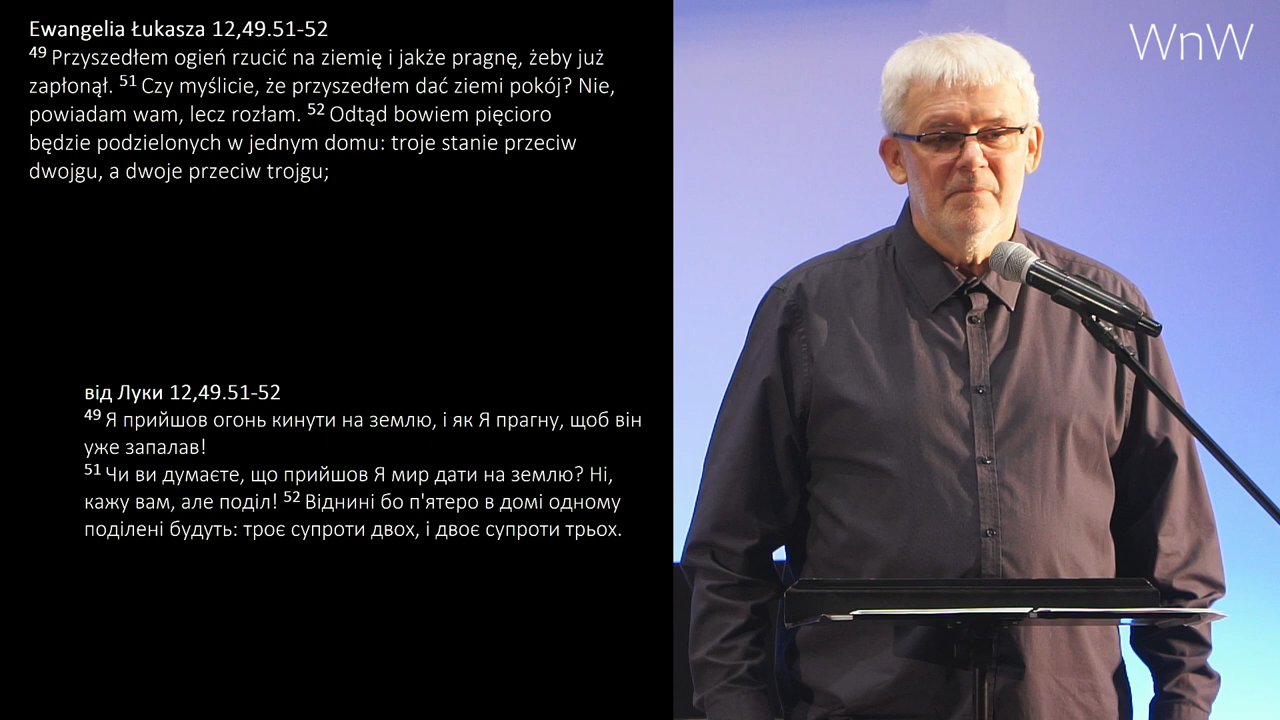 Ewangelia Łukasza 12,49.51-52
49 Przyszedłem ogień rzucić na ziemię i jakże pragnę, żeby już
zapłonął. 51 Czy myślicie, że przyszedłem dać ziemi pokój? Nie,
powiadam wam, lecz rozłam. 52 Odtąd bowiem pięcioro
będzie podzielonych w jednym domu: troje stanie przeciw
dwojgu, a dwoje przeciw trojgu;
від Луки 12,49.51-52
49 Я прийшов огонь кинути на землю, і як Я прагну, щоб він
уже запалав!
51 Чи ви думаєте, що прийшов Я мир дати на землю? Ні,
кажу вам, але поділ! 52 Віднині бо п'ятеро в домі одному
поділені будуть: троє супроти двох, і двоє супроти трьох.
WnW